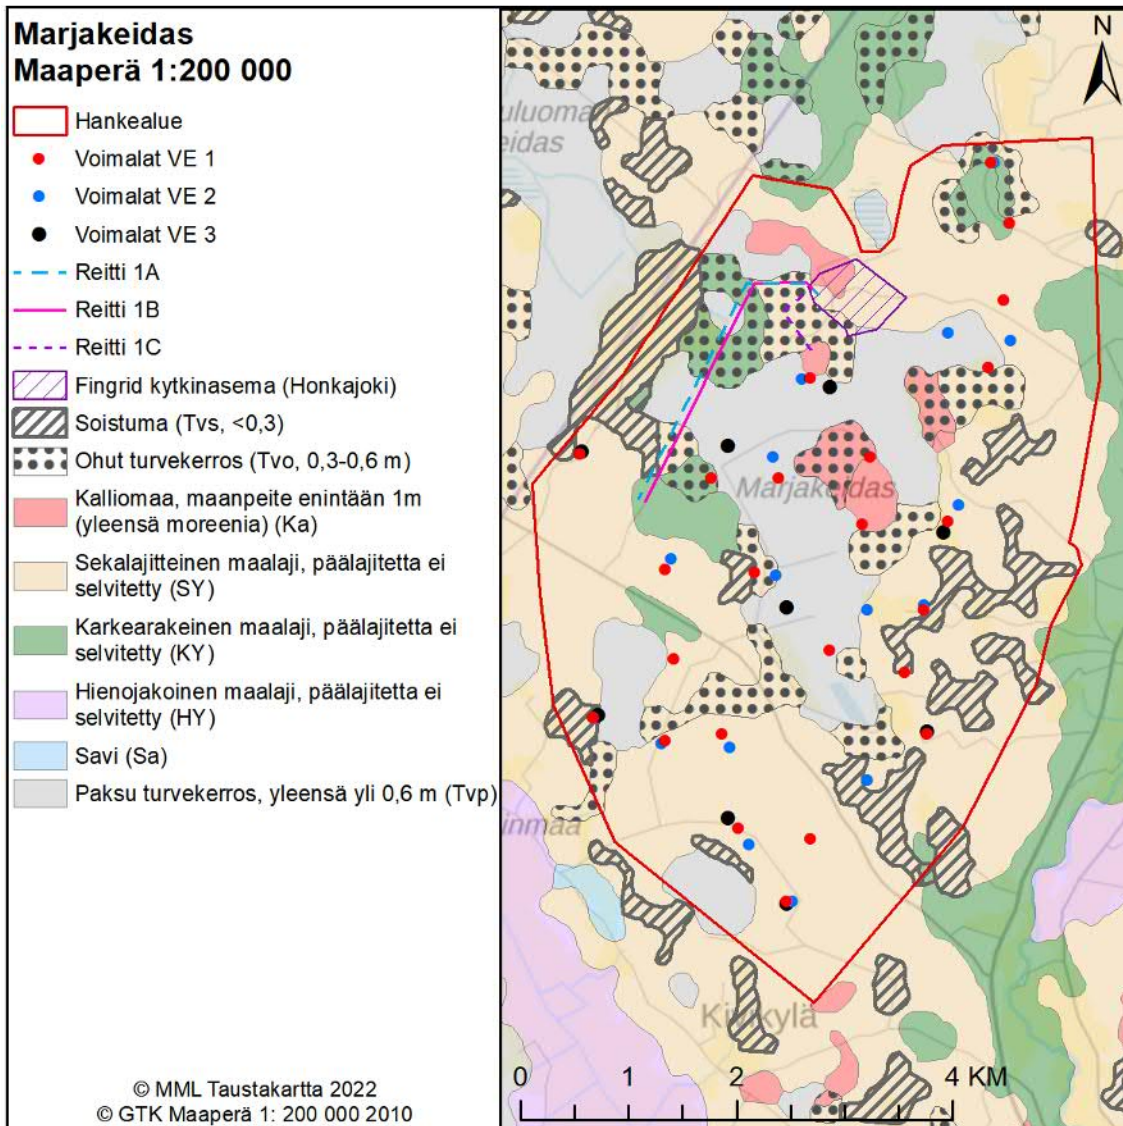 Marjakeidas
Maaperä 1:200 000
Hankealue
Voimalat VE 1
Voimalat VE 2
Voimalat VE 3
Reitti 1A
Reitti 1B
Reitti 1C
Fingrid kytkinasema (Honkajoki)
Soistuma (Tvs, <0,3)
Ohut turvekerros (Tvo, 0,3-0,6 m)
Kalliomaa, maanpeite enintään 1m
(yleensä moreenia) (Ka)
Sekalajitteinen maalaji, päälajitetta ei
selvitetty (SY)
Karkearakeinen maalaji, päälajitetta ei
selvitetty (KY)
Hienojakoinen maalaji, päälajitetta ei
selvitetty (HY)
Savi (Sa)
Paksu turvekerros, yleensä yli 0,6 m (Tvp)
© MML Taustakartta 2022
© GTK Maaperä 1: 200 000 2010
N
uluoma
eidas
Marjakeidas
inmaa
Kivikylä
0 1 2 4 KM